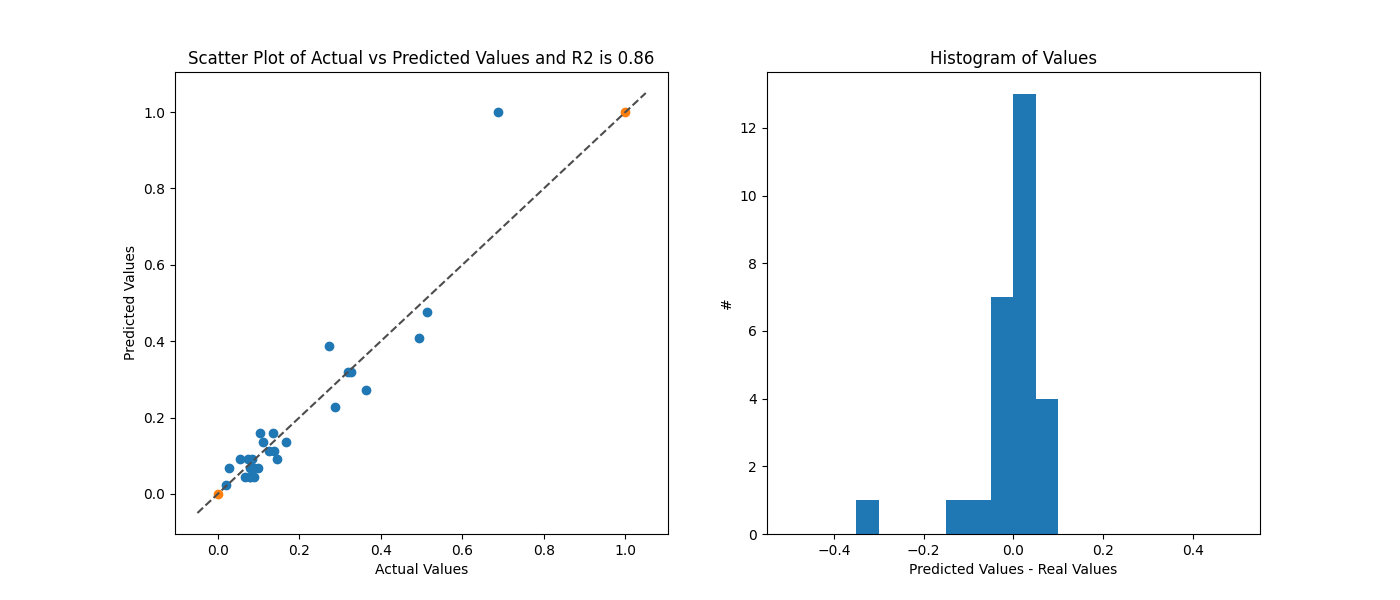 Scatter Plot of Actual vs Predicted Values and R2 is 0.86
1.0
0.8
0.6
0.4
0.2
0.0
Predicted Values
0.0 0.2 0.4 0.6 0.8 1.0
Actual Values
Histogram of Values
12
10
8
6
4
2
0
#
−0.4 −0.2 0.0 0.2 0.4
Predicted Values - Real Values